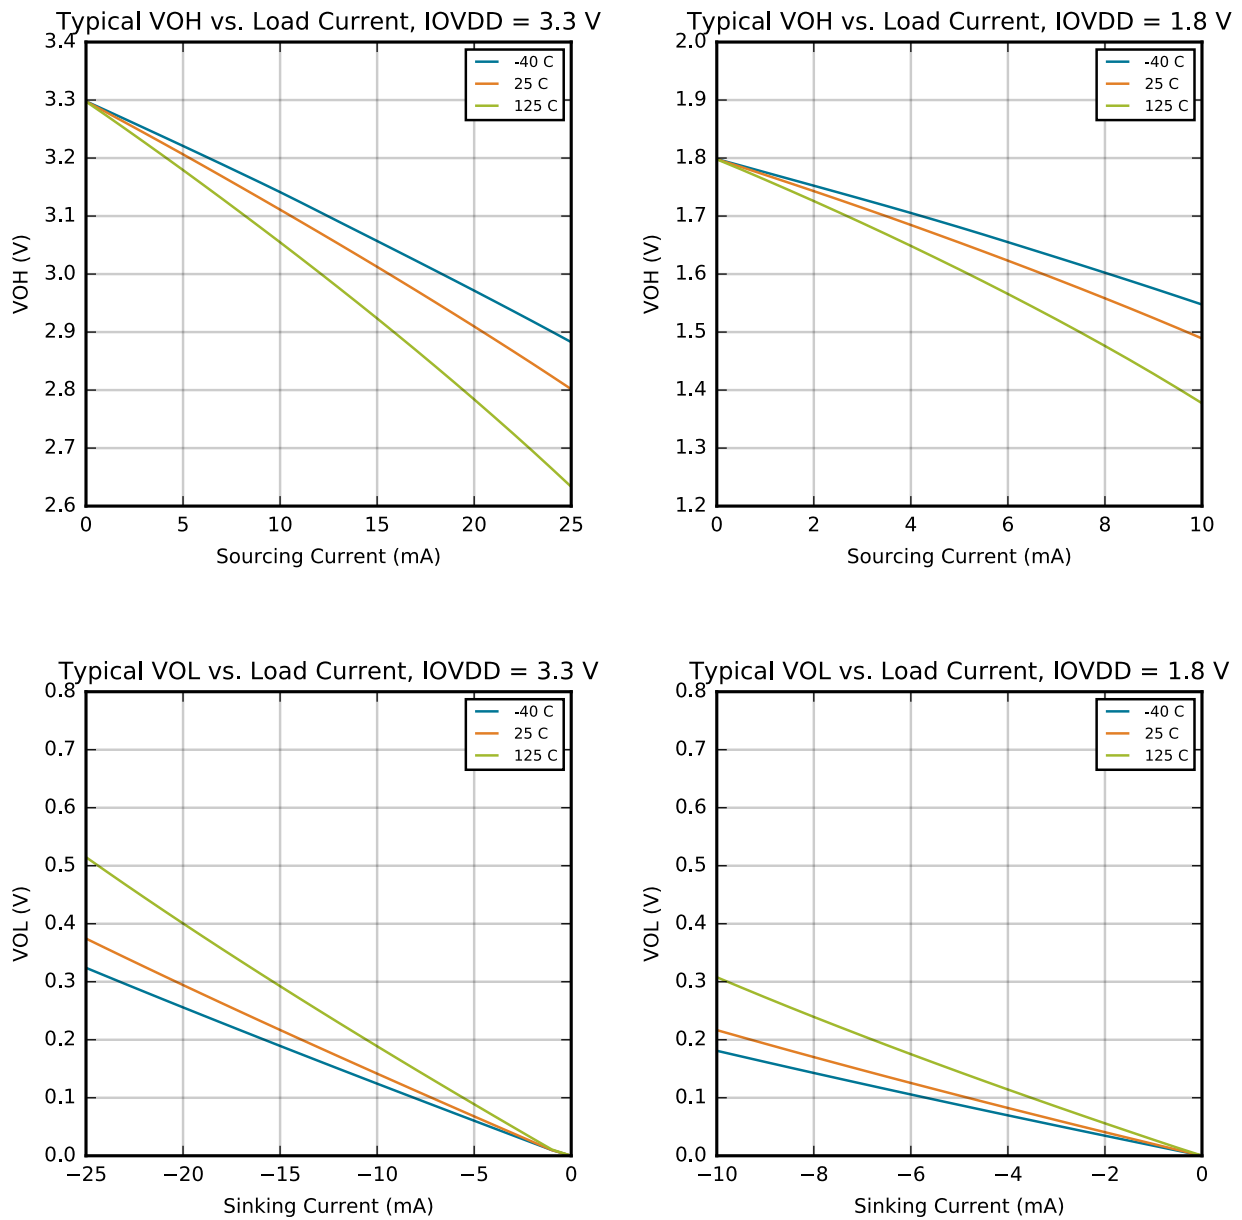 Typical VOH vs. Load Current, IOVDD = 3.3 V
3.4
3.3
3.2
3.1
3.0
2.9
2.8
2.7
2.6
VOH (V)
-40 C
25 C
125 C
0 5 10 15 20 25
Sourcing Current (mA)
Typical VOH vs. Load Current, IOVDD = 1.8 V
2.0
1.9
1.8
1.7
1.6
1.5
1.4
1.3
1.2
VOH (V)
-40 C
25 C
125 C
0 2 4 6 8 10
Sourcing Current (mA)
Typical VOL vs. Load Current, IOVDD = 3.3 V
0.8
0.7
0.6
0.5
0.4
0.3
0.2
0.1
0.0
VOL (V)
-40 C
25 C
125 C
−25 −20 −15 −10 −5 0
Sinking Current (mA)
Typical VOL vs. Load Current, IOVDD = 1.8 V
0.8
0.7
0.6
0.5
0.4
0.3
0.2
0.1
0.0
VOL (V)
-40 C
25 C
125 C
−10 −8 −6 −4 −2 0
Sinking Current (mA)